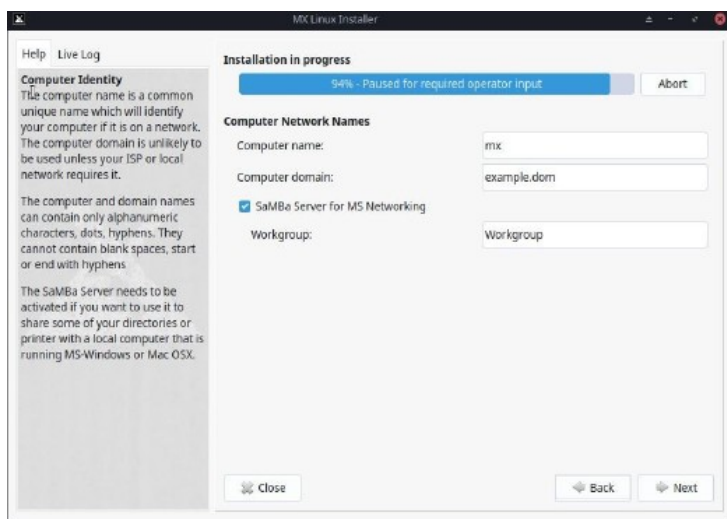 MX Linux Installer
Help Live Log
Computer Identity
The computer name is a common
unique name which will identify
your computer if it is on a network.
The computer domain is unlikely to
be used unless your ISP or local
network requires it.
The computer and domain names
can contain only alphanumeric
characters, dots, hyphens. They
cannot contain blank spaces, start
or end with hyphens
The SaMBa Server needs to be
activated if you want to use it to
share some of your directories or
printer with a local computer that is
running MS-Windows or Mac OSX.
Installation in progress
94% - Paused for required operator input
Abort
Computer Network Names
Computer name: mx
Computer domain: example.dom
SaMBa Server for MS Networking
Workgroup: Workgroup
Close Back Next